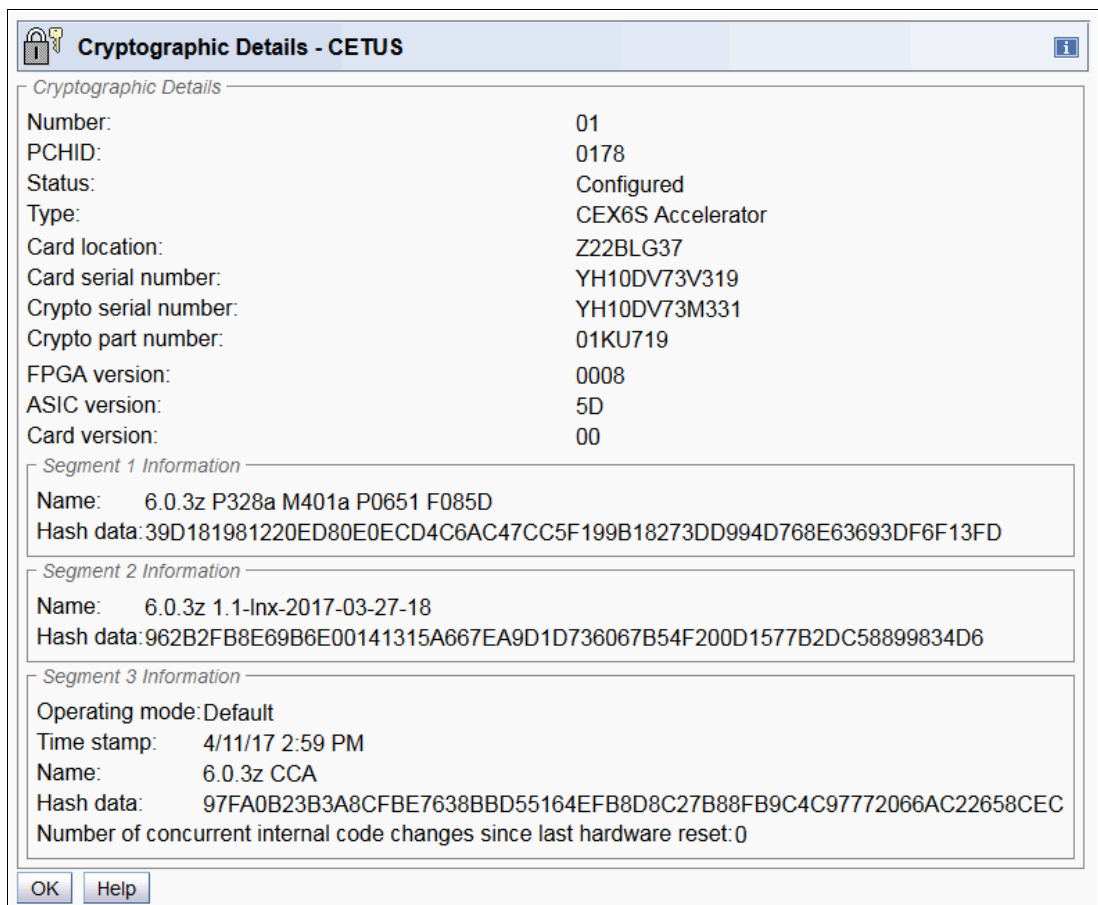 Cryptographic Details - CETUS
i
Cryptographic Details
Number: 01
PCHID: 0178
Status: Configured
Type: CEX6S Accelerator
Card location: Z22BLG37
Card serial number: YH10DV73V319
Crypto serial number: YH10DV73M331
Crypto part number: 01KU719
FPGA version: 0008
ASIC version: 5D
Card version: 00
Segment 1 Information
Name: 6.0.3z P328a M401a P0651 F085D
Hash data:39D181981220ED80E0ECD4C6AC47CC5F199B18273DD994D768E63693DF6F13FD
Segment 2 Information
Name: 6.0.3z 1.1-lnx-2017-03-27-18
Hash data:962B2FB8E69B6E00141315A667EA9D1D736067B54F200D1577B2DC58899834D6
Segment 3 Information
Operating mode:Default
Time stamp: 4/11/17 2:59 PM
Name: 6.0.3z CCA
Hash data: 97FA0B23B3A8CFBE7638BBD55164EFB8D8C27B88FB9C4C97772066AC22658CEC
Number of concurrent internal code changes since last hardware reset:0
OK Help